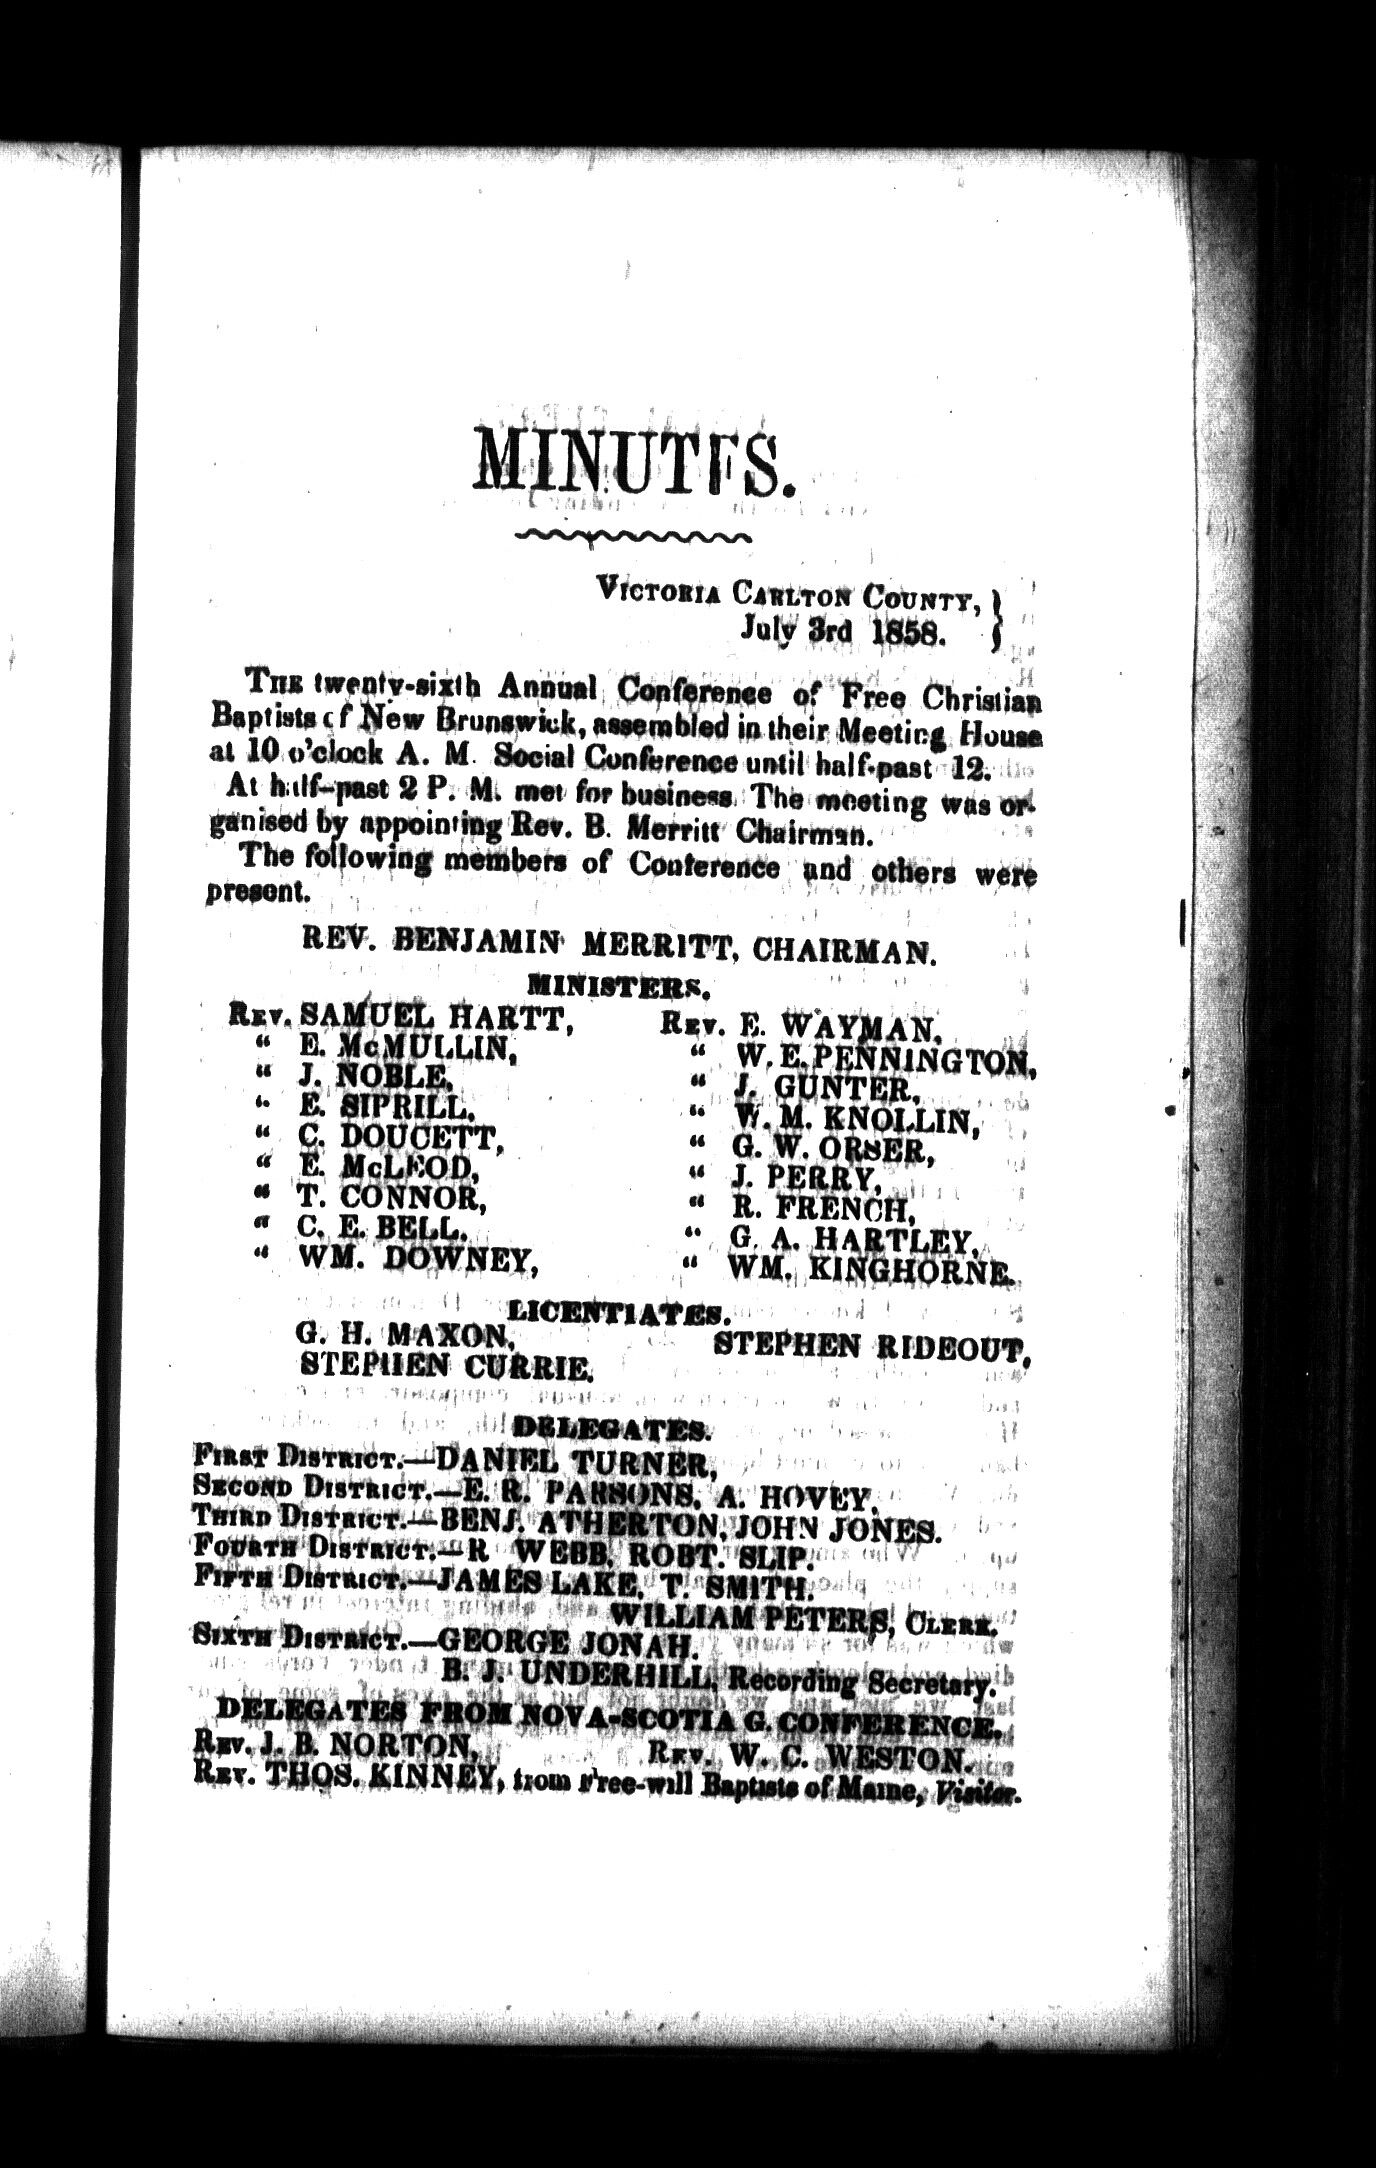 MINUTES.
VICTORIA CARLTON COUNTY, }
July 3rd 1858. }
THE twenty-sixth Annual Conference of Free Christian
Baptists of New Brunswick, assembled in their Meeting House
at 10 o'clock A. M. Social Conference until half-past 12.
At half-past 2 P. M. met for business. The meeting was or-
ganised by appointing Rev. B. Merritt Chairman.
The following members of Conference and others were
present.
REV. BENJAMIN MERRITT, CHAIRMAN.
MINISTERS.
REV. SAMUEL HARTT, REV. E. WAYMAN,
" E. McMULLIN, " W. E. PENNINGTON,
" J. NOBLE, " J. GUNTER,
" E. SIPRILL, " W. M. KNOLLIN,
" C. DOUCETT, " G. W. ORSER,
" E. McLEOD, " J. PERRY,
" T. CONNOR, " R. FRENCH,
" C. E. BELL, " G. A. HARTLEY,
" WM. DOWNEY, " WM. KINGHORNE.
LICENTIATES.
G. H. MAXON, STEPHEN RIDEOUT,
STEPHEN CURRIE.
DELEGATES.
FIRST DISTRICT.—DANIEL TURNER,
SECOND DISTRICT.—E. R. PARSONS, A. HOVEY,
THIRD DISTRICT.—BENJ. ATHERTON, JOHN JONES.
FOURTH DISTRICT.—R WEBB, ROBT. SLIP.
FIFTH DISTRICT.—JAMES LAKE, T. SMITH.
WILLIAM PETERS, CLERK.
SIXTH DISTRICT.—GEORGE JONAH.
B. J. UNDERHILL, Recording Secretary.
DELEGATES FROM NOVA-SCOTIA G. CONFERENCE.
REV. J. B. NORTON, REV. W. C. WESTON.
REV. THOS. KINNEY, from Free-will Baptists of Maine, Visitor.